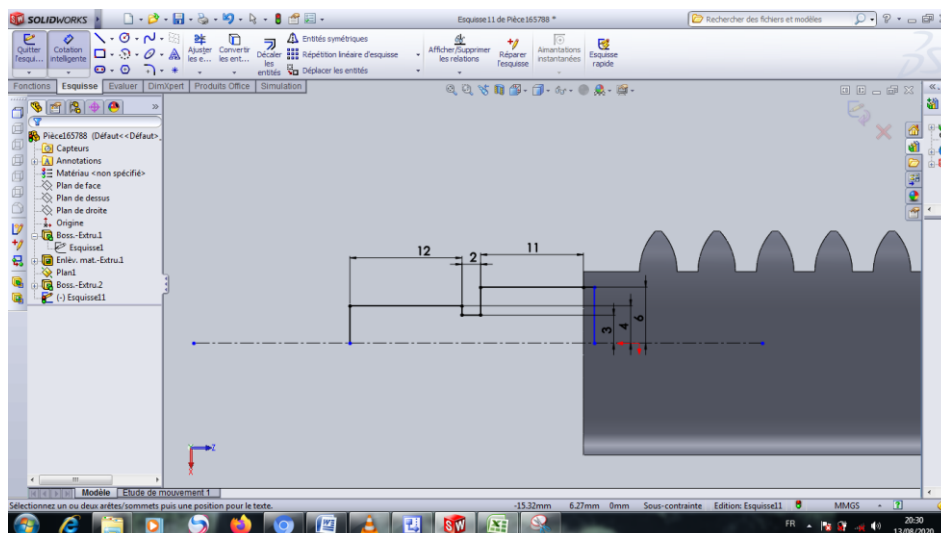 SOLIDWORKS
Esquisse11 de Pièce165788 *
Rechercher des fichiers et modèles
Quitter l'esqui...
Cotation intelligente
Ajuster les e...
Convertir les ent...
Décaler les entités
Entités symétriques
Répétition linéaire d'esquisse
Déplacer les entités
Afficher/Supprimer les relations
Réparer l'esquisse
Aimantations instantanées
Esquisse rapide
Fonctions Esquisse Evaluer DimXpert Produits Office Simulation
Pièce165788 (Défaut<<Défaut>_
Capteurs
Annotations
Matériau <non spécifié>
Plan de face
Plan de dessus
Plan de droite
Origine
Boss.-Extru.1
Esquisse1
Enlèv. mat.-Extru.1
Plan1
Boss.-Extru.2
(-) Esquisse11
12
2
11
3
4
6
Z
X
Modèle Etude de mouvement 1
Sélectionnez un ou deux arêtes/sommets puis une position pour le texte.
-15.32mm 6.27mm 0mm Sous-contrainte Edition: Esquisse11 MMGS
FR
20:30
13/08/2020